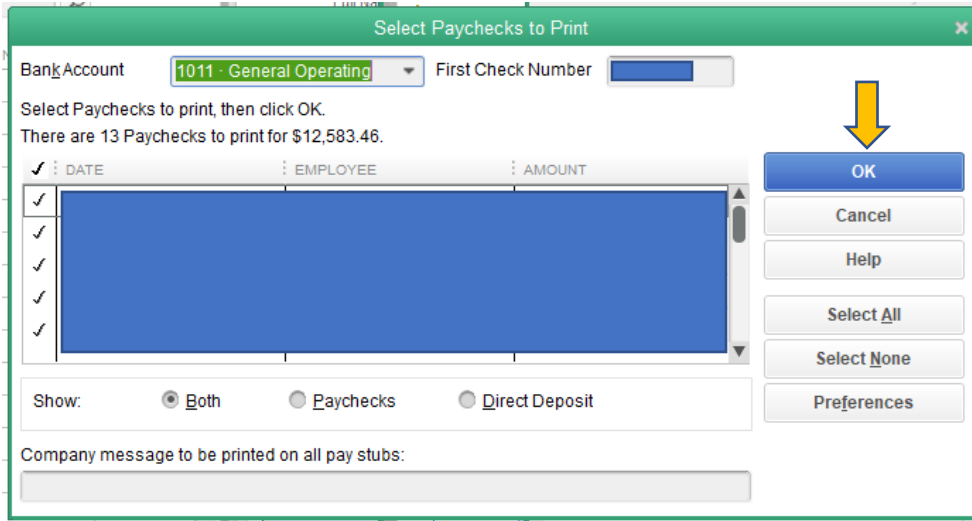 Select Paychecks to Print
Bank Account 1011 · General Operating First Check Number
Select Paychecks to print, then click OK.
There are 13 Paychecks to print for $12,583.46.
✓ DATE EMPLOYEE AMOUNT
OK
Cancel
Help
Select All
Select None
Preferences
Show: Both Paychecks Direct Deposit
Company message to be printed on all pay stubs: